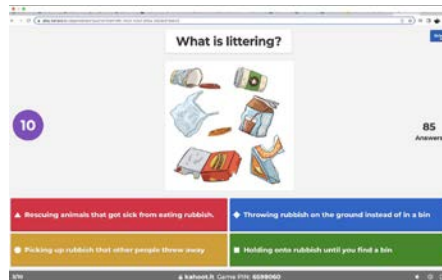 What is littering?
10
85
Answers
Rescuing animals that got sick from eating rubbish.
Throwing rubbish on the ground instead of in a bin
Picking up rubbish that other people threw away
Holding onto rubbish until you find a bin
kahoot.it Game PIN: 6598060